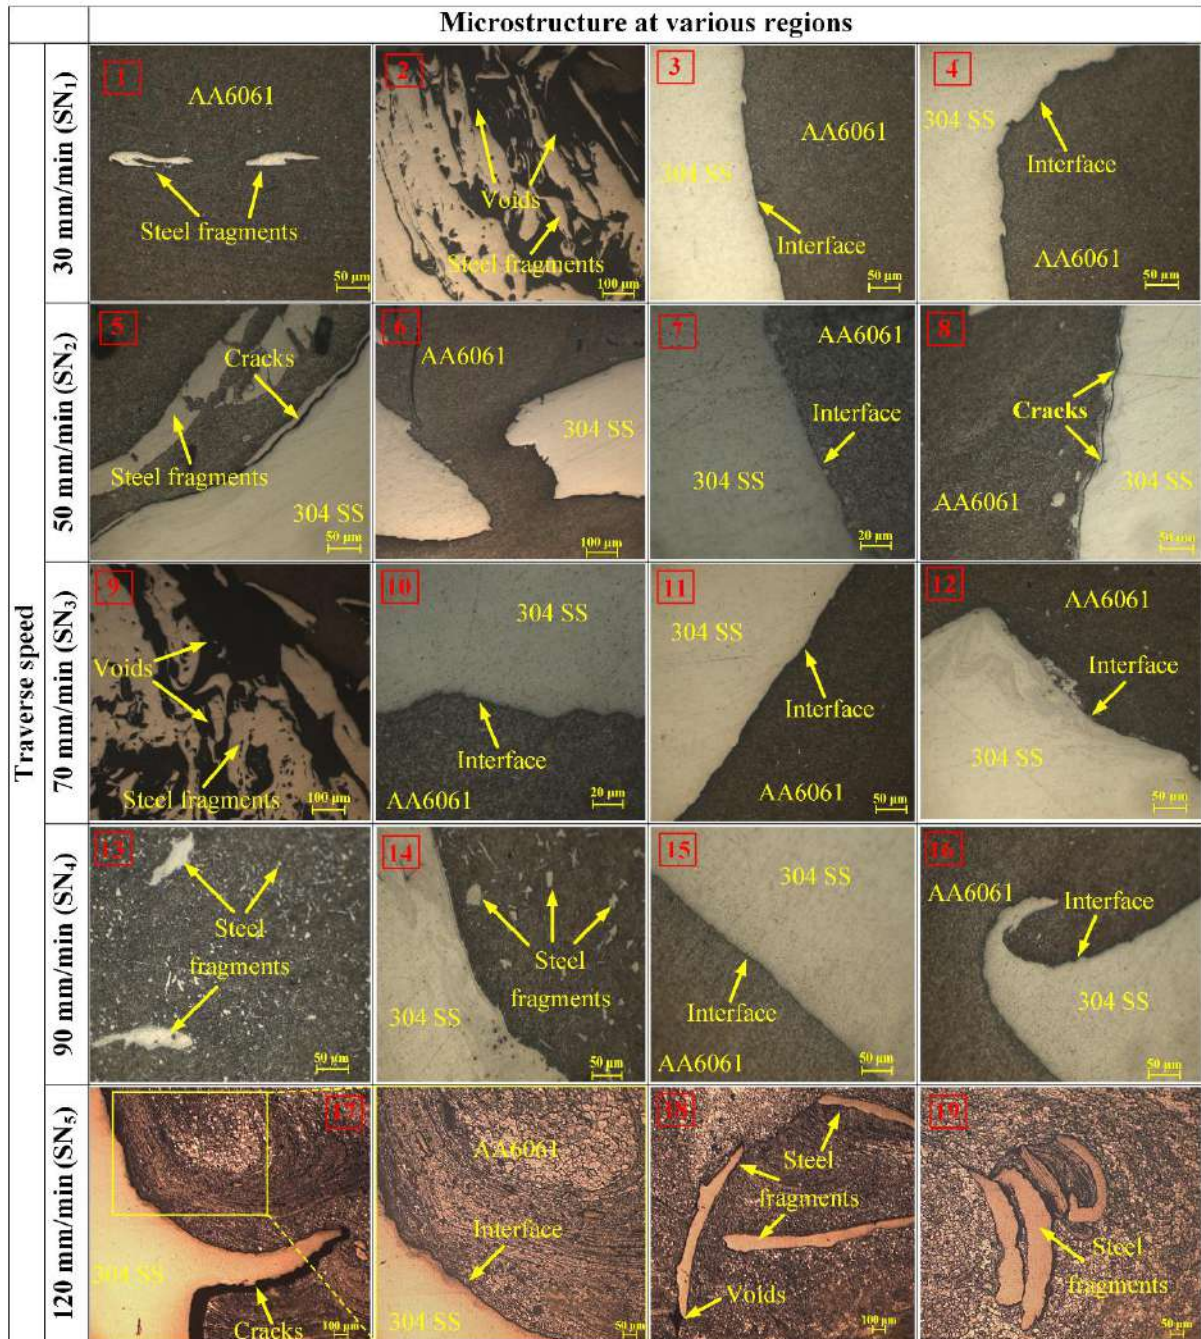 Microstructure at various regions
Traverse speed
30 mm/min (SN₁)
1
AA6061
Steel fragments
50 μm
2
Voids
Steel fragments
100 μm
3
AA6061
304 SS
Interface
50 μm
4
304 SS
Interface
AA6061
50 μm
50 mm/min (SN₂)
5
Cracks
Steel fragments
304 SS
50 μm
6
AA6061
304 SS
100 μm
7
AA6061
Interface
304 SS
20 μm
8
Cracks
AA6061
304 SS
50 μm
70 mm/min (SN₃)
9
Voids
Steel fragments
100 μm
10
304 SS
Interface
AA6061
20 μm
11
304 SS
Interface
AA6061
50 μm
12
AA6061
Interface
304 SS
50 μm
90 mm/min (SN₄)
13
Steel
fragments
50 μm
14
Steel
fragments
304 SS
50 μm
15
304 SS
Interface
AA6061
50 μm
16
AA6061
Interface
304 SS
50 μm
120 mm/min (SN₅)
17
304 SS
Cracks
100 μm
AA6061
Interface
304 SS
50 μm
18
Steel
fragments
Voids
100 μm
19
Steel
fragments
50 μm